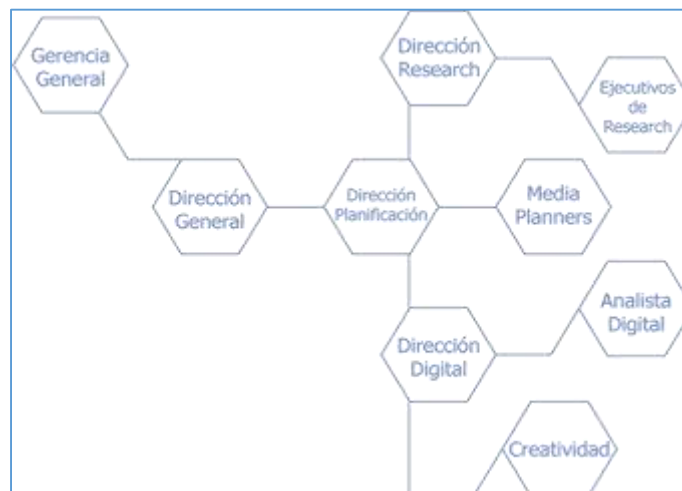 Gerencia
General
Dirección
Research
Ejecutivos
de
Research
Dirección
General
Dirección
Planificación
Media
Planners
Analista
Digital
Dirección
Digital
Creatividad